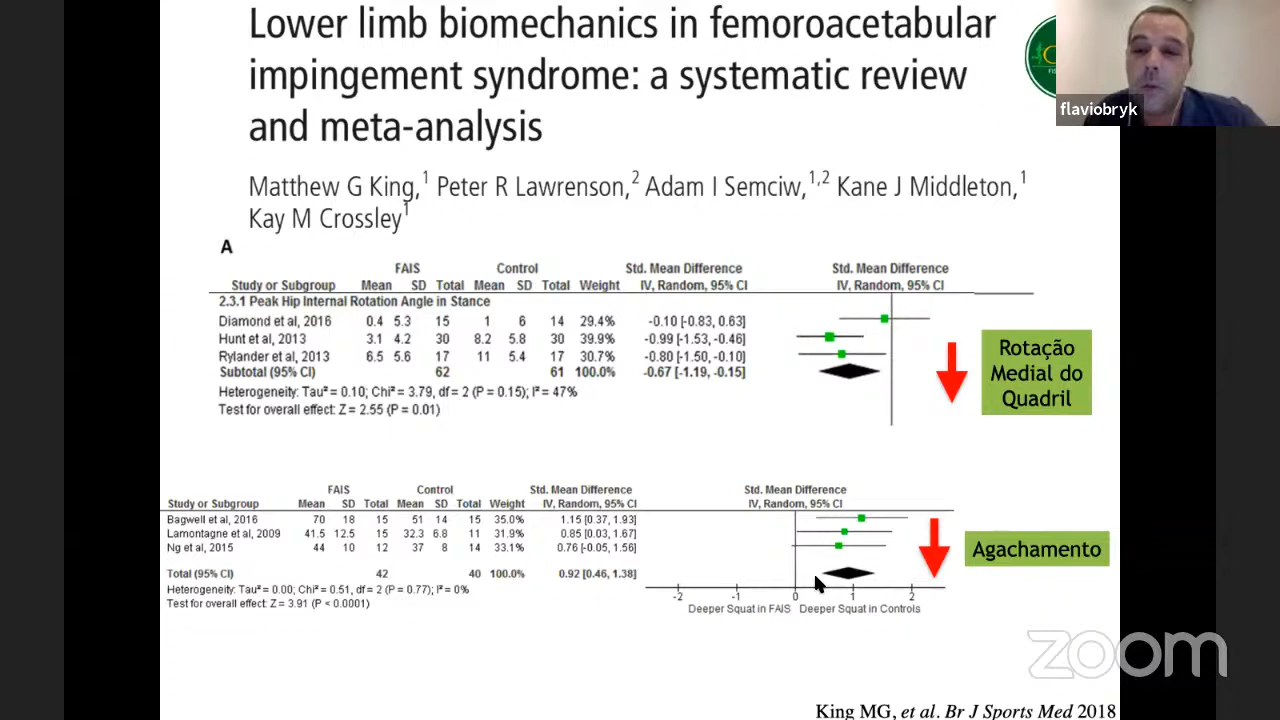 Lower limb biomechanics in femoroacetabular
impingement syndrome: a systematic review
and meta-analysis
flaviobryk
Matthew G King,1 Peter R Lawrenson,2 Adam I Semciw,1,2 Kane J Middleton,1
Kay M Crossley1
A
FAIS Control Std. Mean Difference Std. Mean Difference
Study or Subgroup Mean SD Total Mean SD Total Weight IV, Random, 95% CI IV, Random, 95% CI
2.3.1 Peak Hip Internal Rotation Angle in Stance
Diamond et al, 2016 0.4 5.3 15 1 6 14 29.4% -0.10 [-0.83, 0.63]
Hunt et al, 2013 3.1 4.2 30 8.2 5.8 30 39.9% -0.99 [-1.53, -0.46]
Rylander et al, 2013 6.5 5.6 17 11 5.4 17 30.7% -0.80 [-1.50, -0.10]
Subtotal (95% CI) 62 61 100.0% -0.67 [-1.19, -0.15]
Heterogeneity: Tau² = 0.10; Chi² = 3.79, df = 2 (P = 0.15); I² = 47%
Test for overall effect: Z = 2.55 (P = 0.01)
Rotação
Medial do
Quadril
FAIS Control Std. Mean Difference Std. Mean Difference
Study or Subgroup Mean SD Total Mean SD Total Weight IV, Random, 95% CI IV, Random, 95% CI
Bagwell et al, 2016 70 18 15 51 14 15 35.0% 1.15 [0.37, 1.93]
Lamontagne et al, 2009 41.5 12.5 15 32.3 6.8 11 31.9% 0.85 [0.03, 1.67]
Ng et al, 2015 44 10 12 37 8 14 33.1% 0.76 [-0.05, 1.56]
Total (95% CI) 42 40 100.0% 0.92 [0.46, 1.38]
Heterogeneity: Tau² = 0.00; Chi² = 0.51, df = 2 (P = 0.77); I² = 0%
Test for overall effect: Z = 3.91 (P < 0.0001)
-2 -1 0 1 2
Deeper Squat in FAIS Deeper Squat in Controls
Agachamento
zoom
King MG, et al. Br J Sports Med 2018